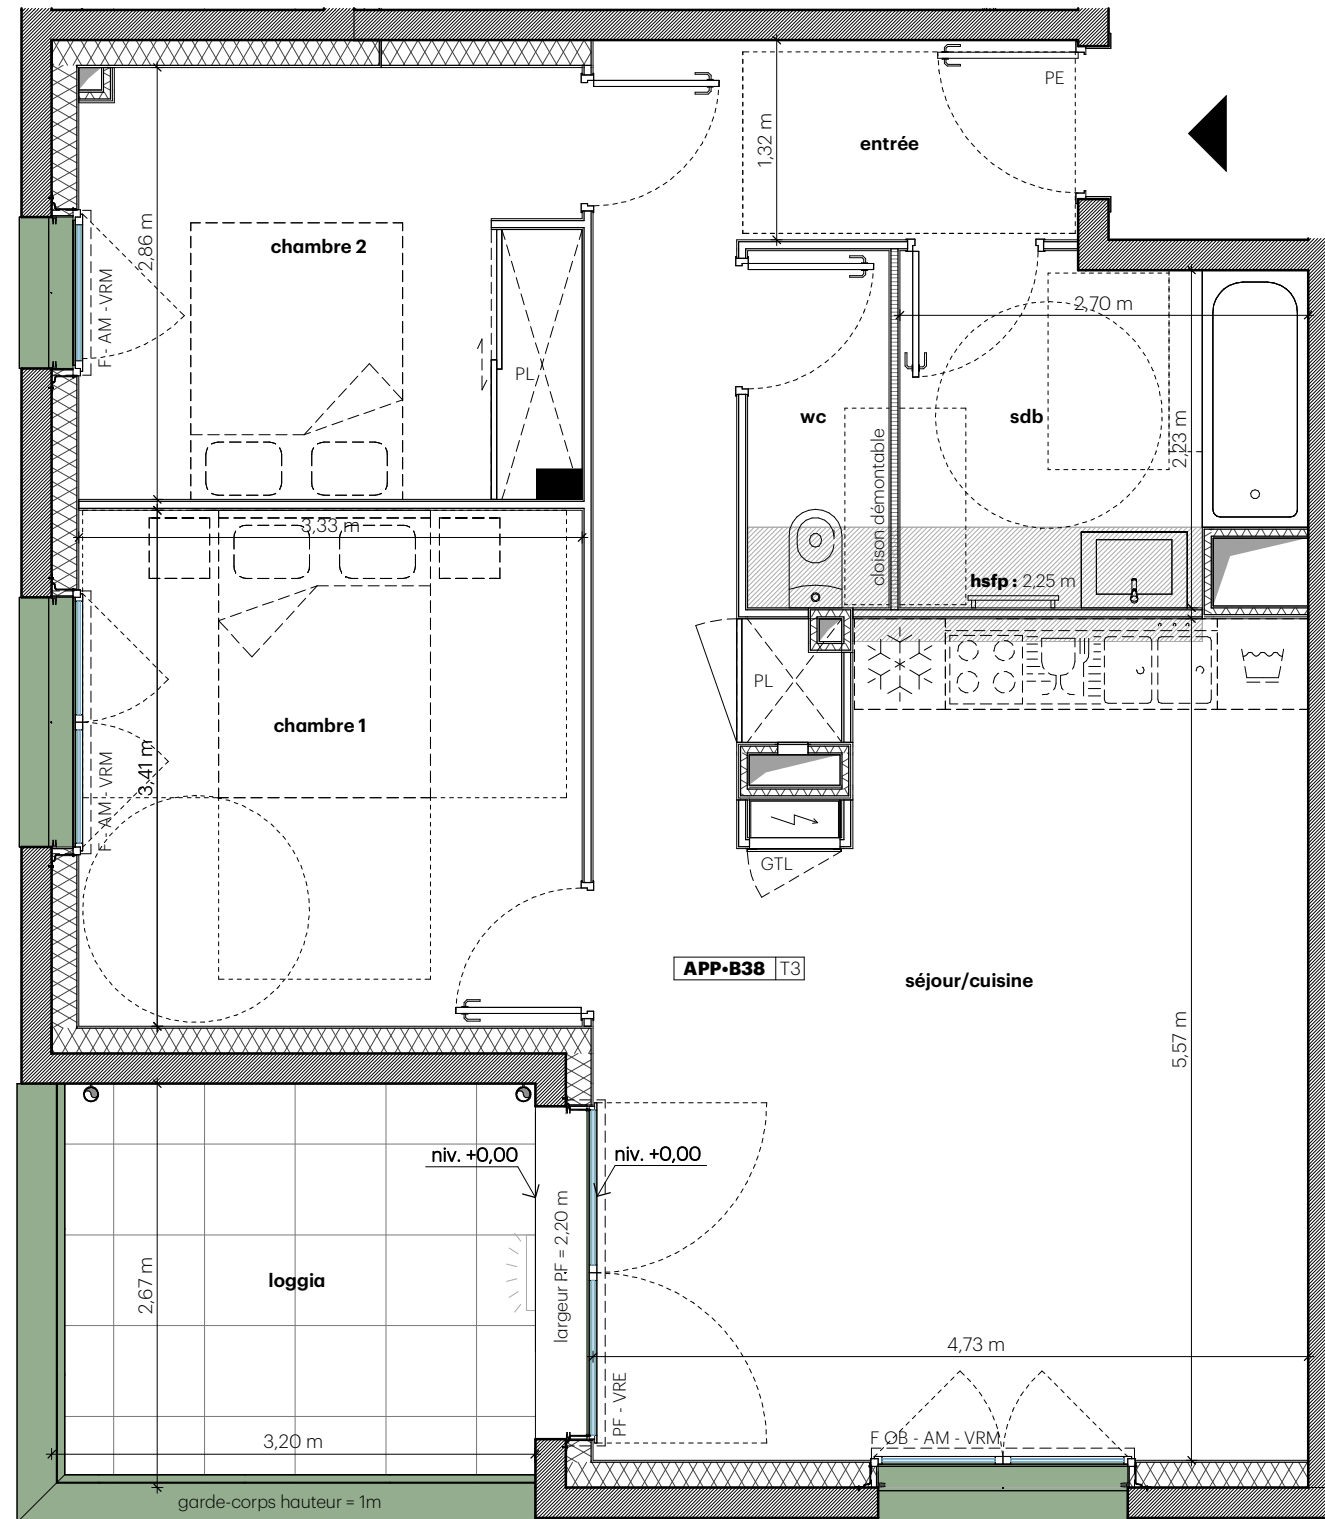 PE
entrée
1,32 m
chambre 2
2,86 m
F - AM - VRM
PL
2,70 m
wc
sdb
2,23 m
cloison démontable
hsfp : 2,25 m
3,33 m
PL
chambre 1
3,41 m
F - AM - VRM
GTL
APP•B38 T3
séjour/cuisine
5,57 m
niv. +0,00
niv. +0,00
largeur PF = 2,20 m
loggia
2,67 m
4,73 m
PF - VRE
3,20 m
F OB - AM - VRM
garde-corps hauteur = 1m